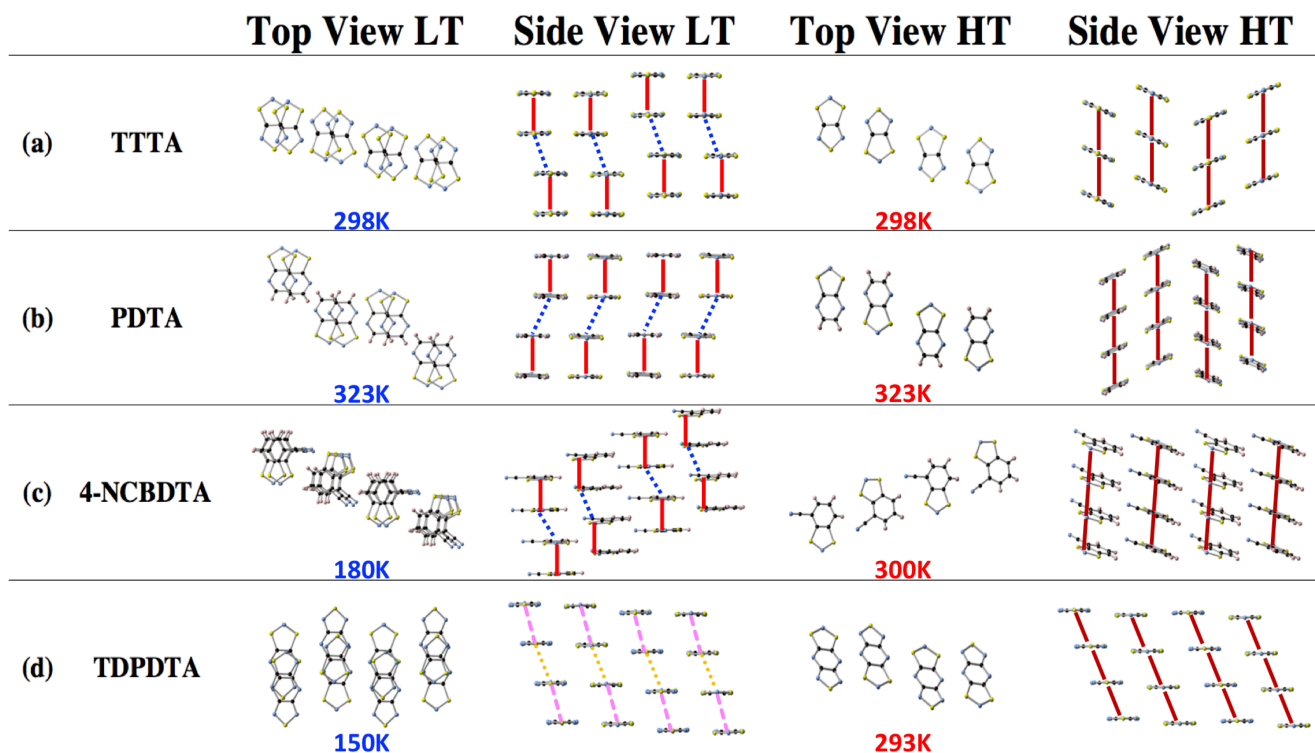 Top View LT Side View LT Top View HT Side View HT
(a) TTTA
298K 298K
(b) PDTA
323K 323K
(c) 4-NCBDTA
180K 300K
(d) TDPDTA
150K 293K